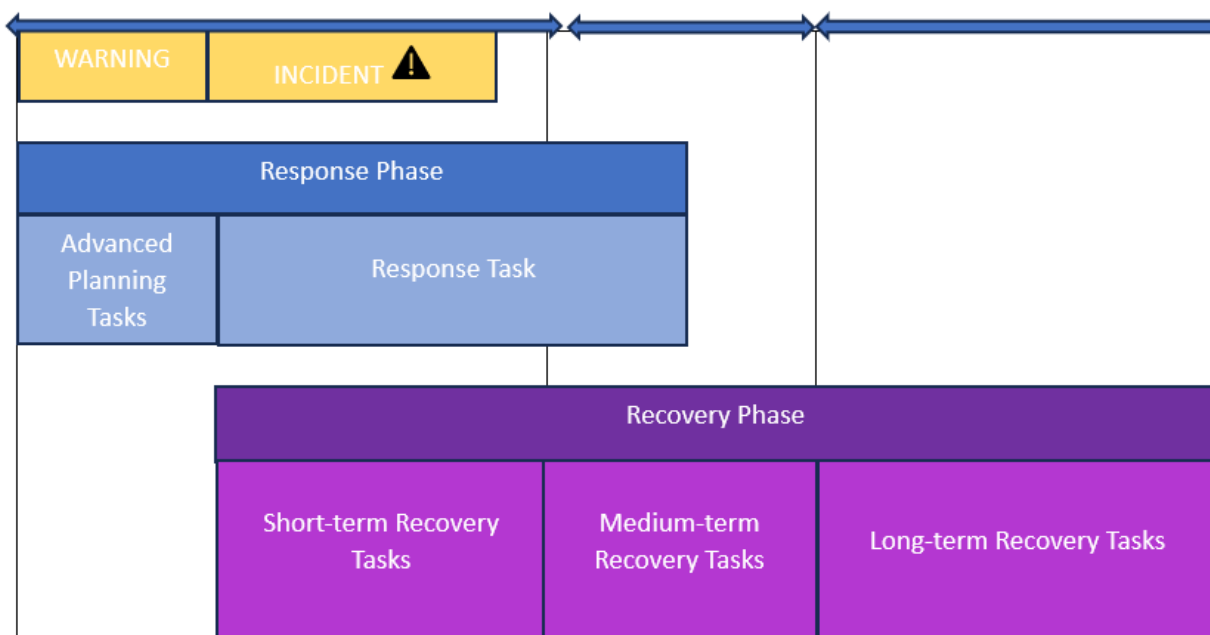 WARNING
INCIDENT
Response Phase
Advanced
Planning
Tasks
Response Task
Recovery Phase
Short-term Recovery
Tasks
Medium-term
Recovery Tasks
Long-term Recovery Tasks